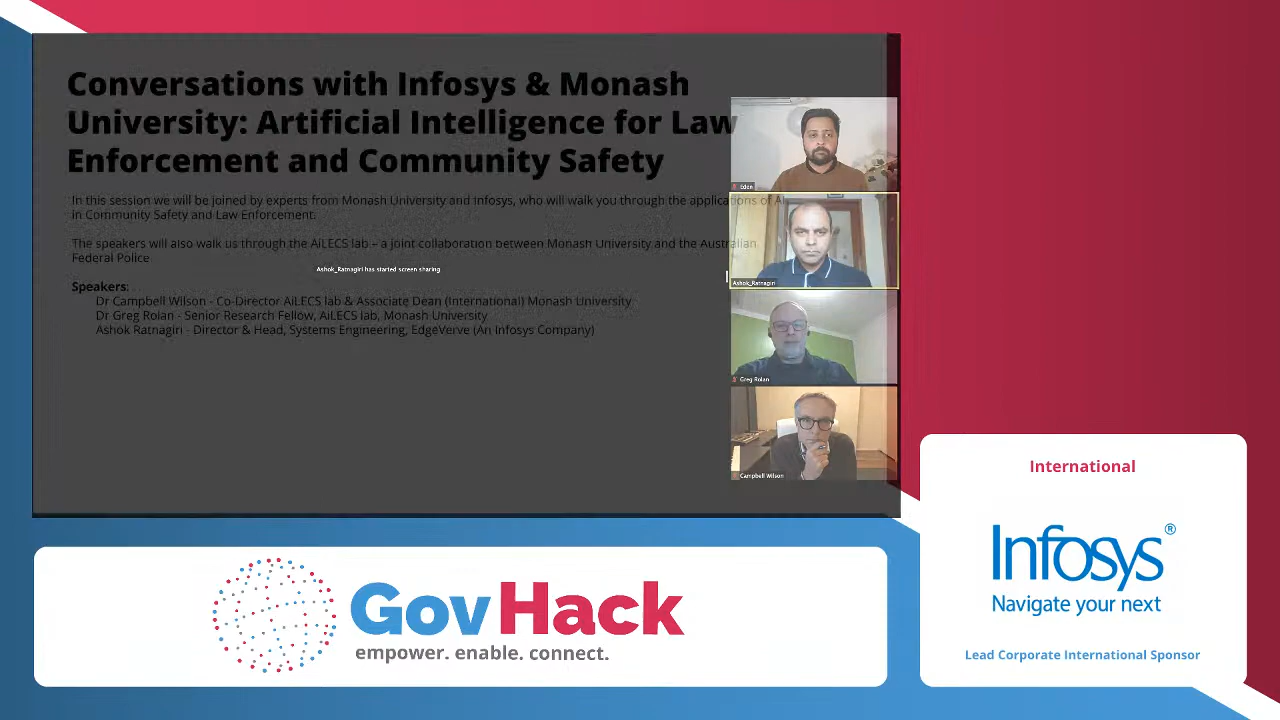 Conversations with Infosys & Monash
University: Artificial Intelligence for Law
Enforcement and Community Safety
In this session we will be joined by experts from Monash University and Infosys, who will walk you through the applications of AI
in Community Safety and Law Enforcement.
The speakers will also walk us through the AiLECS lab – a joint collaboration between Monash University and the Australian
Federal Police
Ashok_Ratnagiri has started screen sharing
Speakers:
Dr Campbell Wilson - Co-Director AiLECS lab & Associate Dean (International) Monash University
Dr Greg Rolan - Senior Research Fellow, AiLECS lab, Monash University
Ashok Ratnagiri - Director & Head, Systems Engineering, EdgeVerve (An Infosys Company)
Eden
Ashok_Ratnagiri
Greg Rolan
Campbell Wilson
International
Infosys®
Navigate your next
Lead Corporate International Sponsor
GovHack
empower. enable. connect.